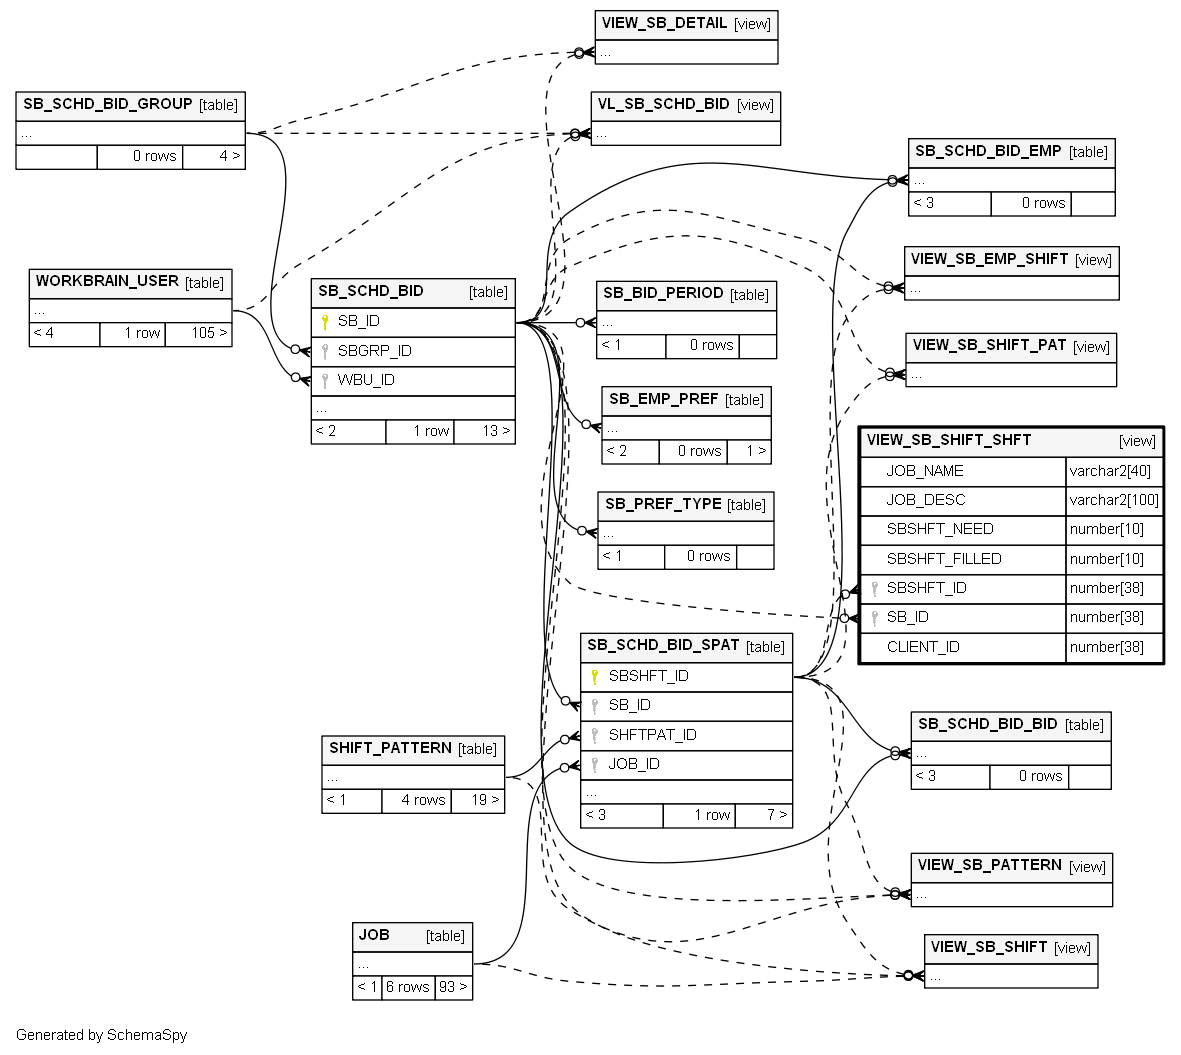 VIEW_SB_DETAIL [view]
...
SB_SCHD_BID_GROUP [table]
...
0 rows 4 >
VL_SB_SCHD_BID [view]
...
SB_SCHD_BID_EMP [table]
...
< 3 0 rows
WORKBRAIN_USER [table]
...
< 4 1 row 105 >
SB_SCHD_BID [table]
SB_ID
SBGRP_ID
WBU_ID
...
< 2 1 row 13 >
SB_BID_PERIOD [table]
...
< 1 0 rows
VIEW_SB_EMP_SHIFT [view]
...
VIEW_SB_SHIFT_PAT [view]
...
SB_EMP_PREF [table]
...
< 2 0 rows 1 >
SB_PREF_TYPE [table]
...
< 1 0 rows
VIEW_SB_SHIFT_SHFT [view]
JOB_NAME varchar2[40]
JOB_DESC varchar2[100]
SBSHFT_NEED number[10]
SBSHFT_FILLED number[10]
SBSHFT_ID number[38]
SB_ID number[38]
CLIENT_ID number[38]
SB_SCHD_BID_SPAT [table]
SBSHFT_ID
SB_ID
SHFTPAT_ID
JOB_ID
...
< 3 1 row 7 >
SHIFT_PATTERN [table]
...
< 1 4 rows 19 >
SB_SCHD_BID_BID [table]
...
< 3 0 rows
VIEW_SB_PATTERN [view]
...
JOB [table]
...
< 1 6 rows 93 >
VIEW_SB_SHIFT [view]
...
Generated by SchemaSpy